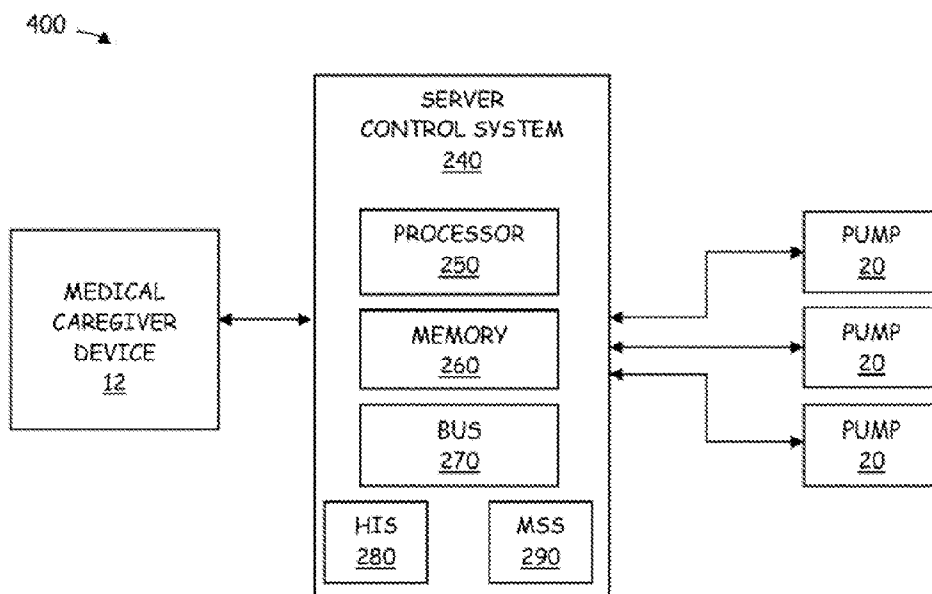 400
SERVER
CONTROL SYSTEM
240
PROCESSOR
250
MEMORY
260
BUS
270
HIS
280
MSS
290
MEDICAL
CAREGIVER
DEVICE
12
PUMP
20
PUMP
20
PUMP
20